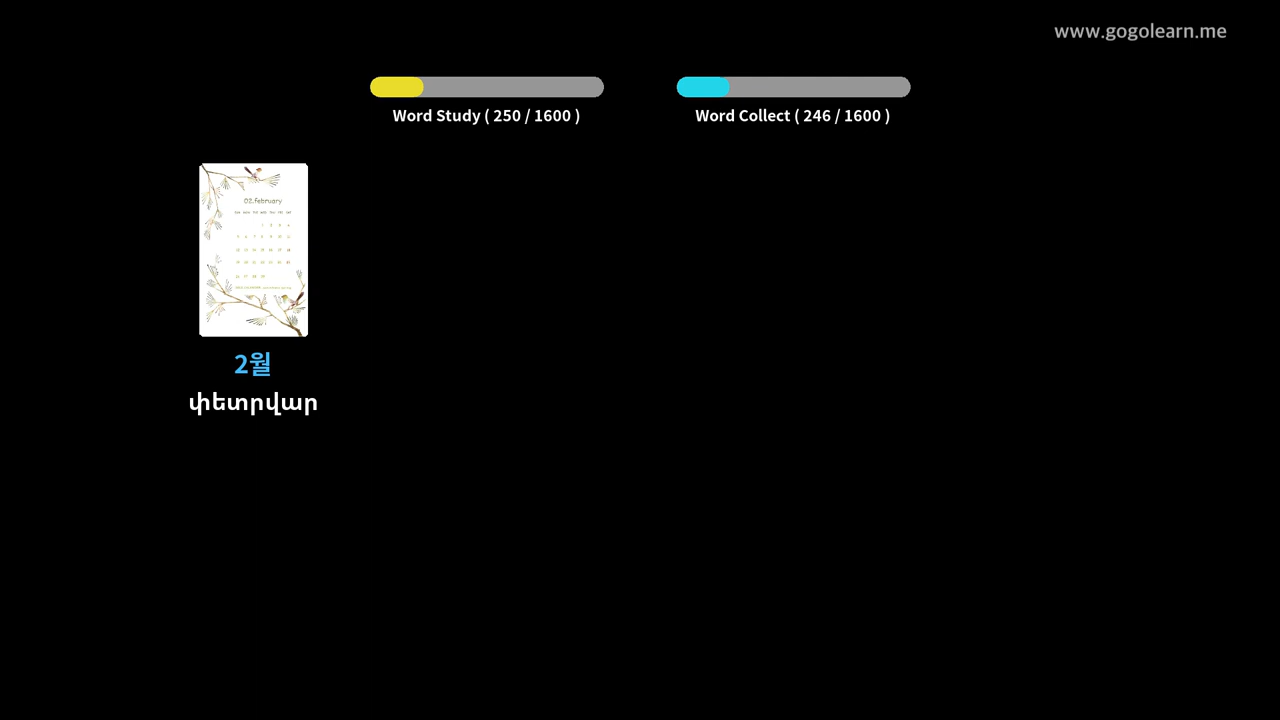 www.gogolearn.me
Word Study ( 250 / 1600 )
Word Collect ( 246 / 1600 )
02.february
2월
փետրվար